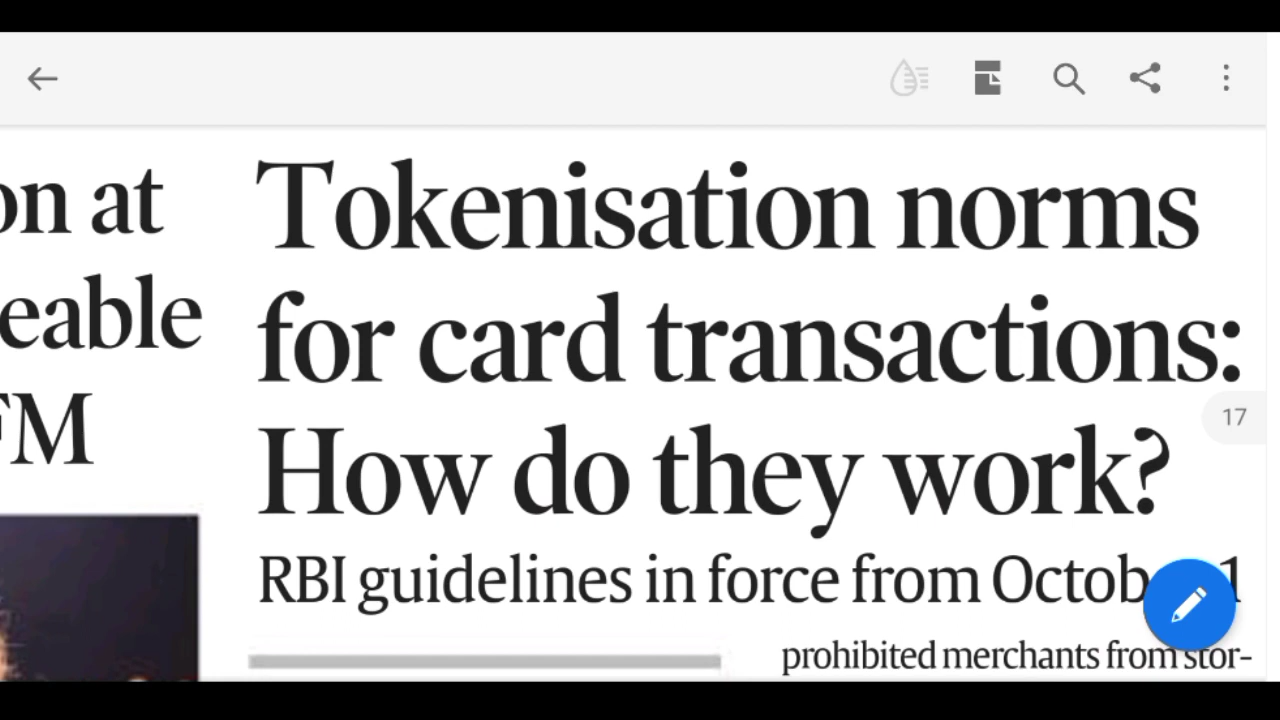 on at
eable
FM
Tokenisation norms
for card transactions:
How do they work?
RBI guidelines in force from Octob 1
prohibited merchants from stor-
17